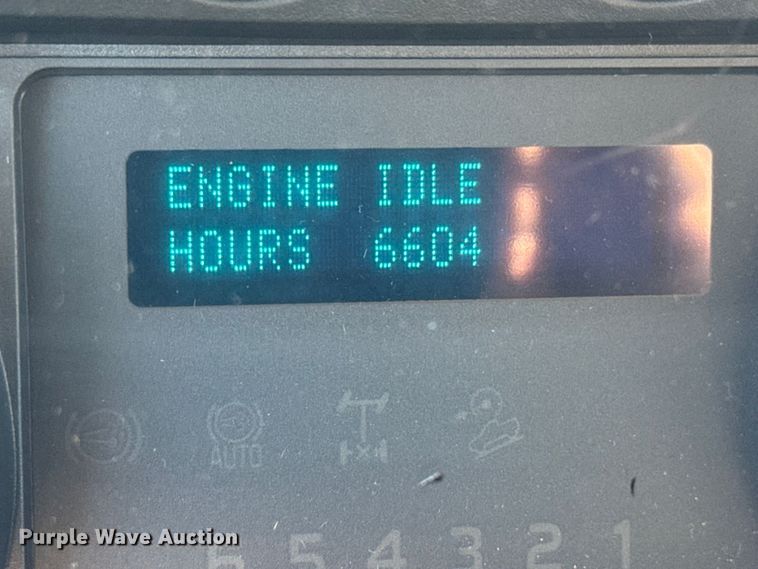 ENGINE IDLE
HOURS 6604
AUTO
Purple Wave Auction
6 5 4 3 2 1